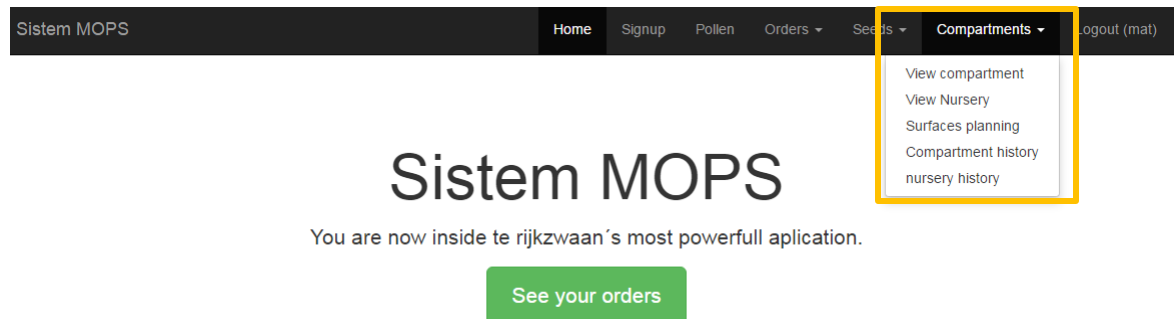 Sistem MOPS Home Signup Pollen Orders Seeds Compartments Logout (mat)
View compartment
View Nursery
Surfaces planning
Compartment history
nursery history
Sistem MOPS
You are now inside te rijkzwaan´s most powerfull aplication.
See your orders